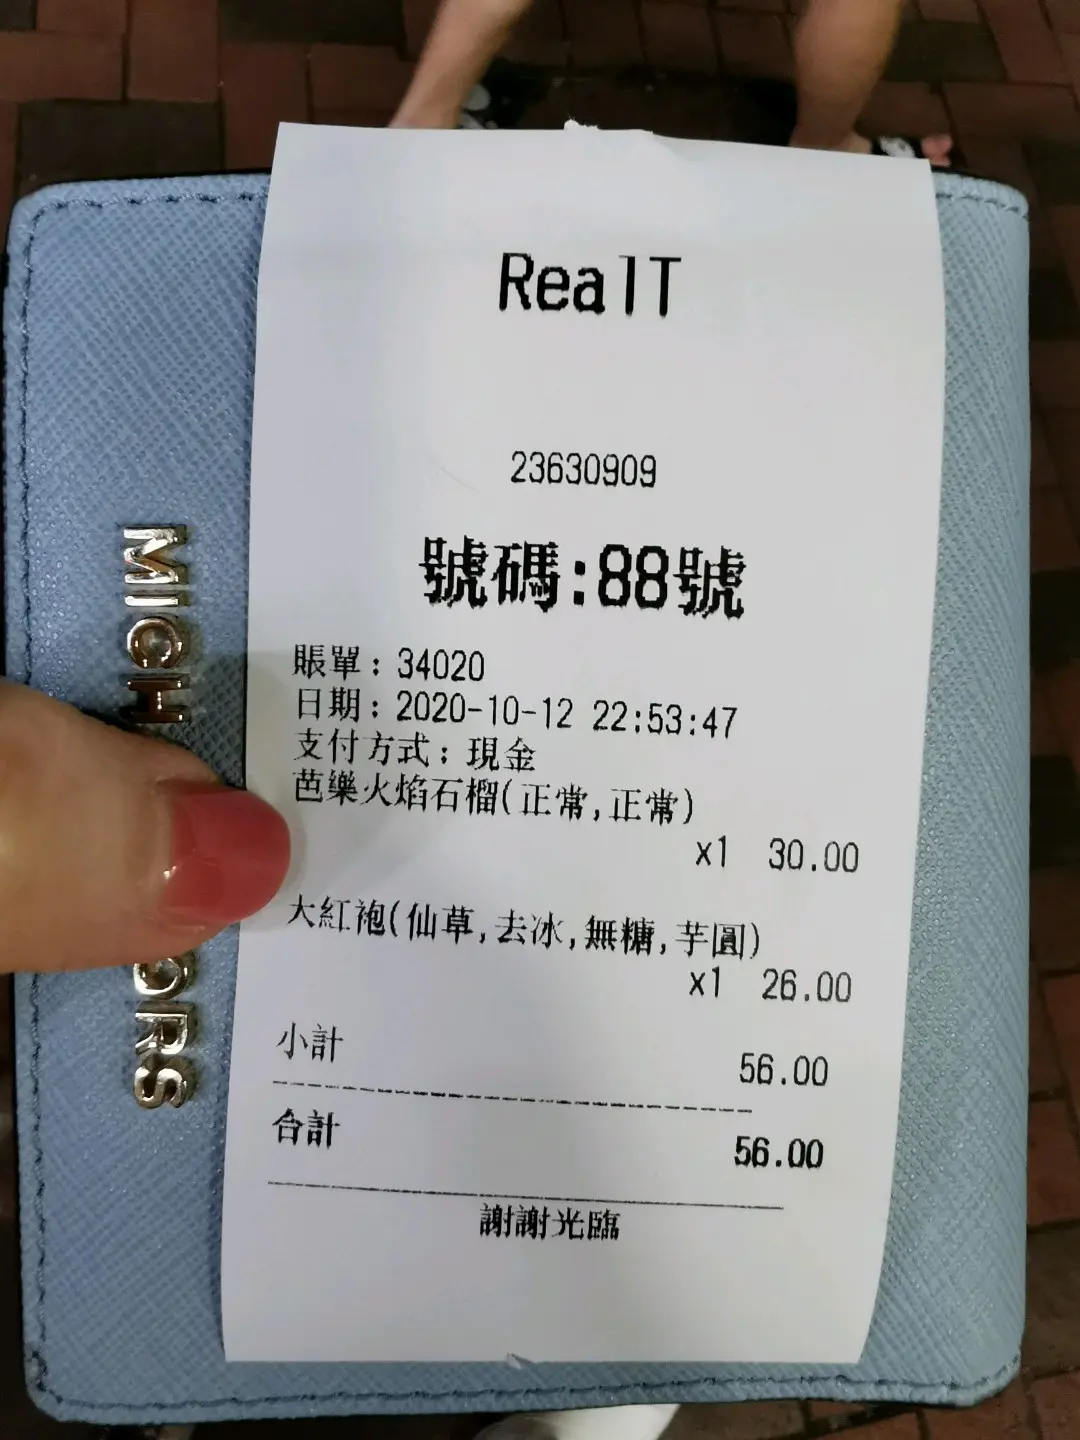 RealT
23630909
號碼:88號
賬單: 34020
日期: 2020-10-12 22:53:47
支付方式: 現金
芭樂火焰石榴(正常,正常)
x1 30.00
大紅袍(仙草,去冰,無糖,芋圓)
x1 26.00
小計 56.00
合計 56.00
謝謝光臨
MICH
ORS